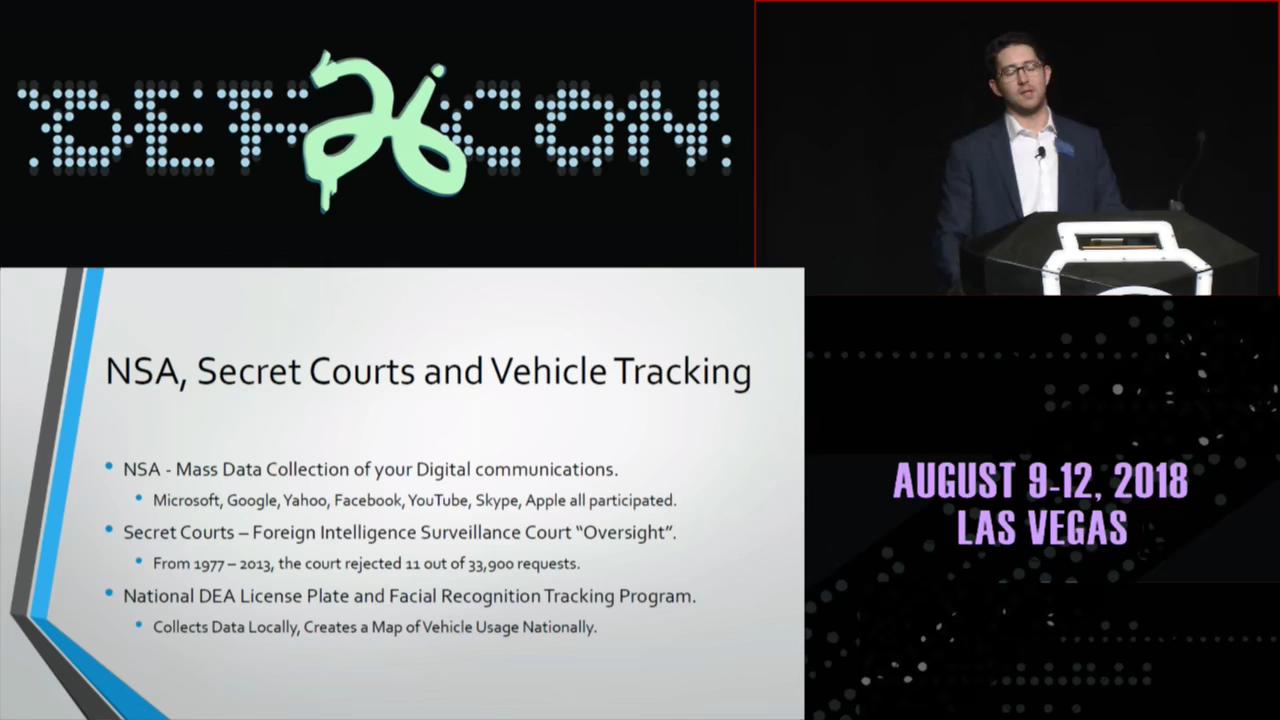 DEF CON
26
NSA, Secret Courts and Vehicle Tracking
NSA - Mass Data Collection of your Digital communications.
Microsoft, Google, Yahoo, Facebook, YouTube, Skype, Apple all participated.
Secret Courts – Foreign Intelligence Surveillance Court “Oversight”.
From 1977 – 2013, the court rejected 11 out of 33,900 requests.
National DEA License Plate and Facial Recognition Tracking Program.
Collects Data Locally, Creates a Map of Vehicle Usage Nationally.
AUGUST 9-12, 2018
LAS VEGAS